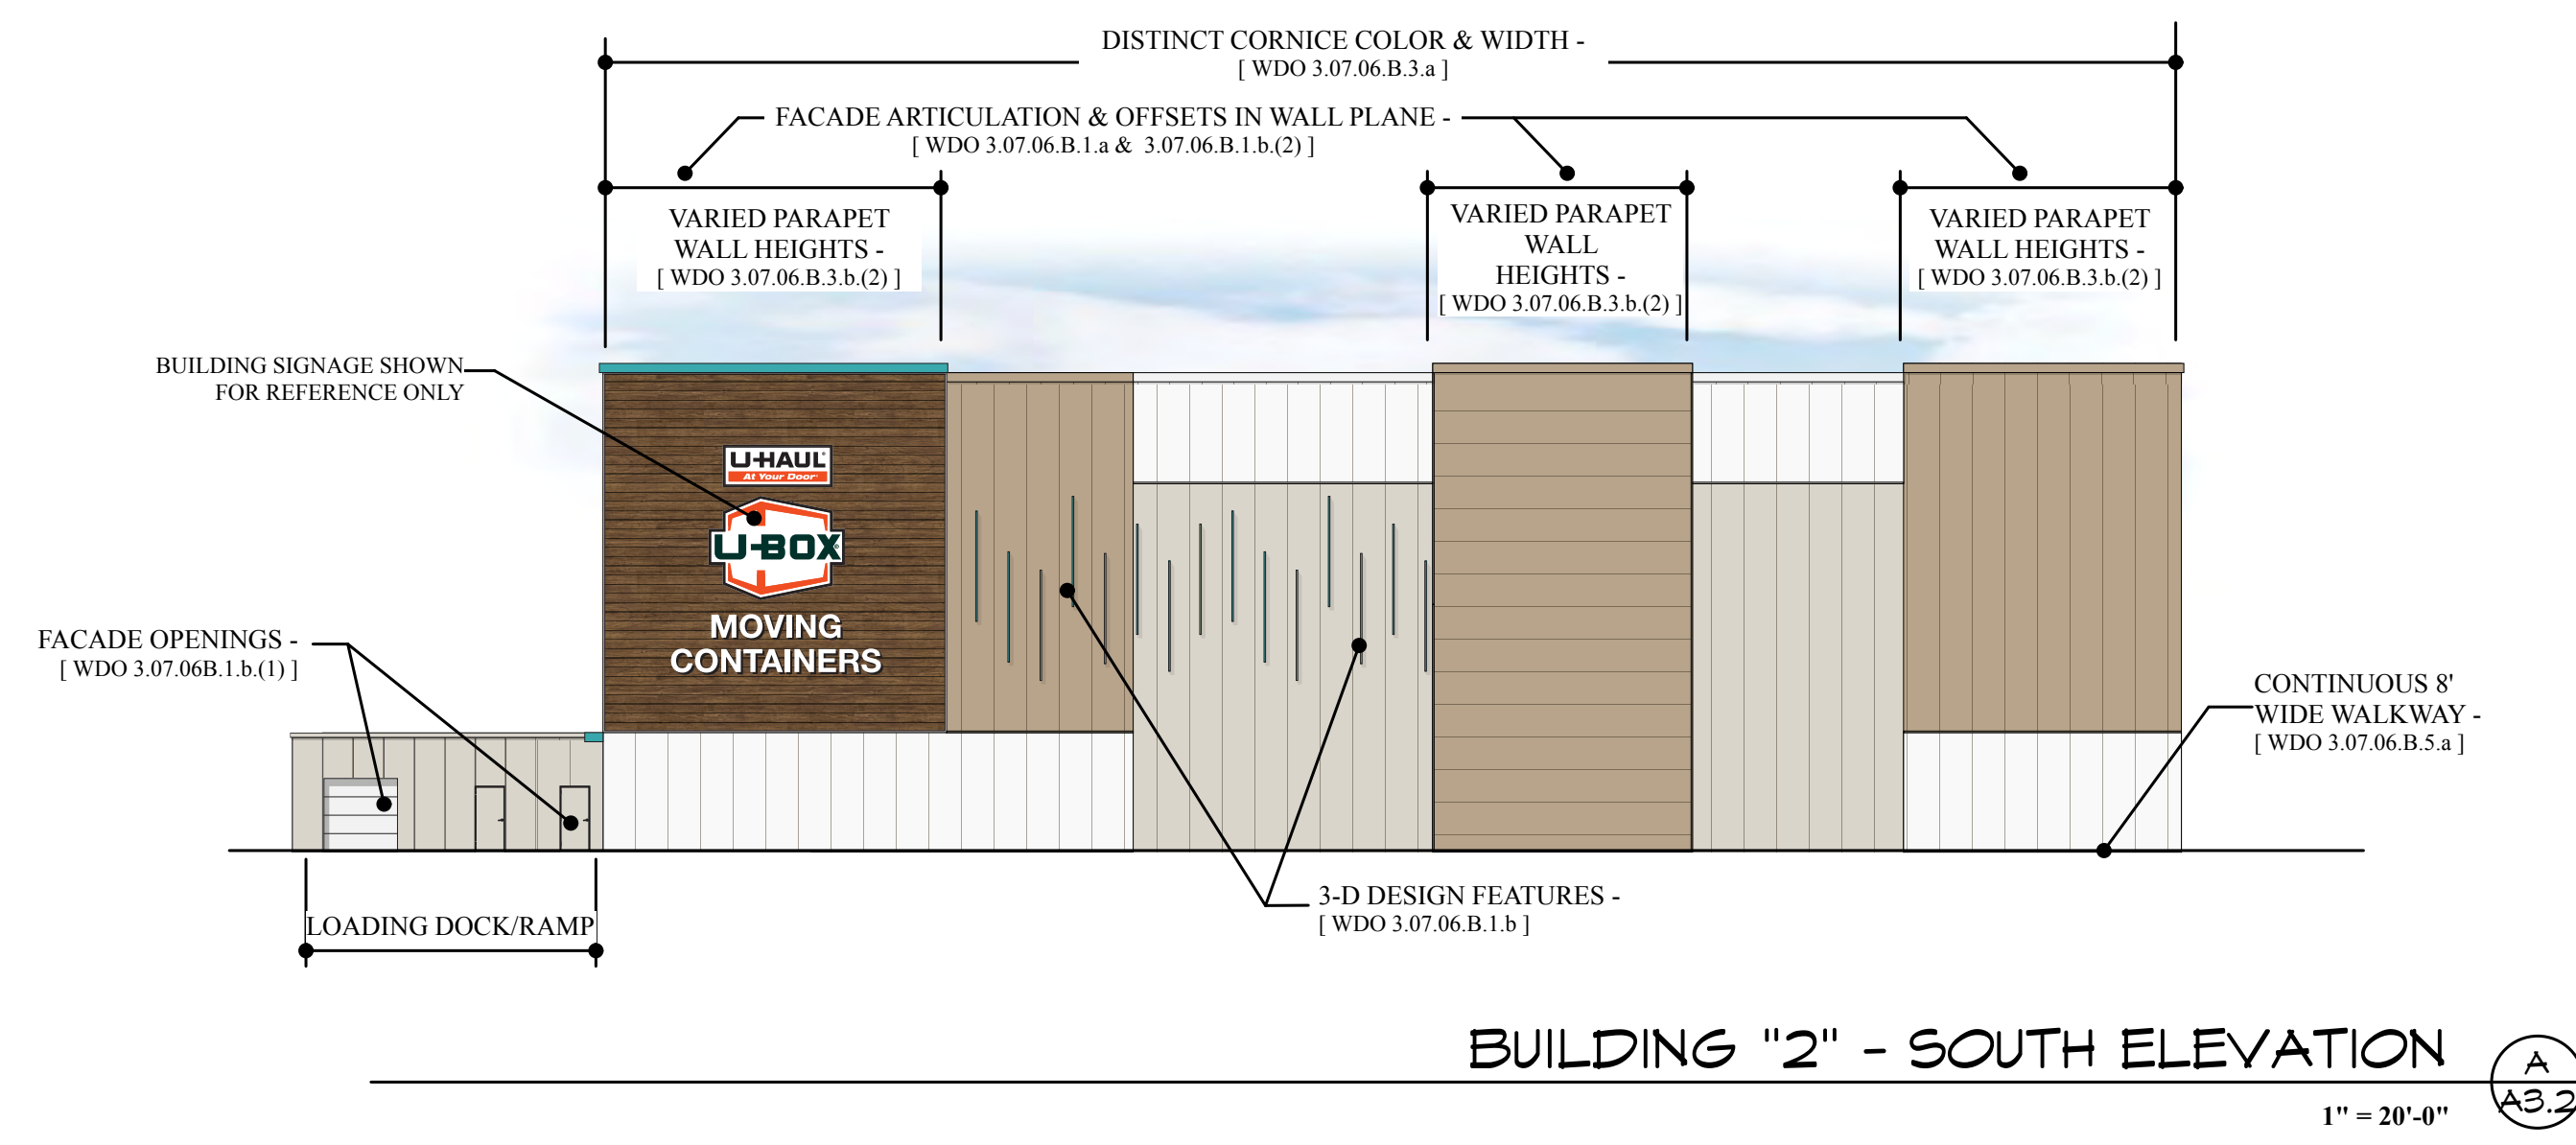 DISTINCT CORNICE COLOR & WIDTH -
[ WDO 3.07.06.B.3.a ]
FACADE ARTICULATION & OFFSETS IN WALL PLANE -
[ WDO 3.07.06.B.1.a & 3.07.06.B.1.b.(2) ]
VARIED PARAPET
WALL HEIGHTS -
[ WDO 3.07.06.B.3.b.(2) ]
VARIED PARAPET
WALL
HEIGHTS -
[ WDO 3.07.06.B.3.b.(2) ]
VARIED PARAPET
WALL HEIGHTS -
[ WDO 3.07.06.B.3.b.(2) ]
BUILDING SIGNAGE SHOWN
FOR REFERENCE ONLY
U-HAUL®
At Your Door®
U-BOX®
MOVING
CONTAINERS
FACADE OPENINGS -
[ WDO 3.07.06B.1.b.(1) ]
CONTINUOUS 8'
WIDE WALKWAY -
[ WDO 3.07.06.B.5.a ]
3-D DESIGN FEATURES -
[ WDO 3.07.06.B.1.b ]
LOADING DOCK/RAMP
BUILDING "2" - SOUTH ELEVATION
A
A3.2
1" = 20'-0"